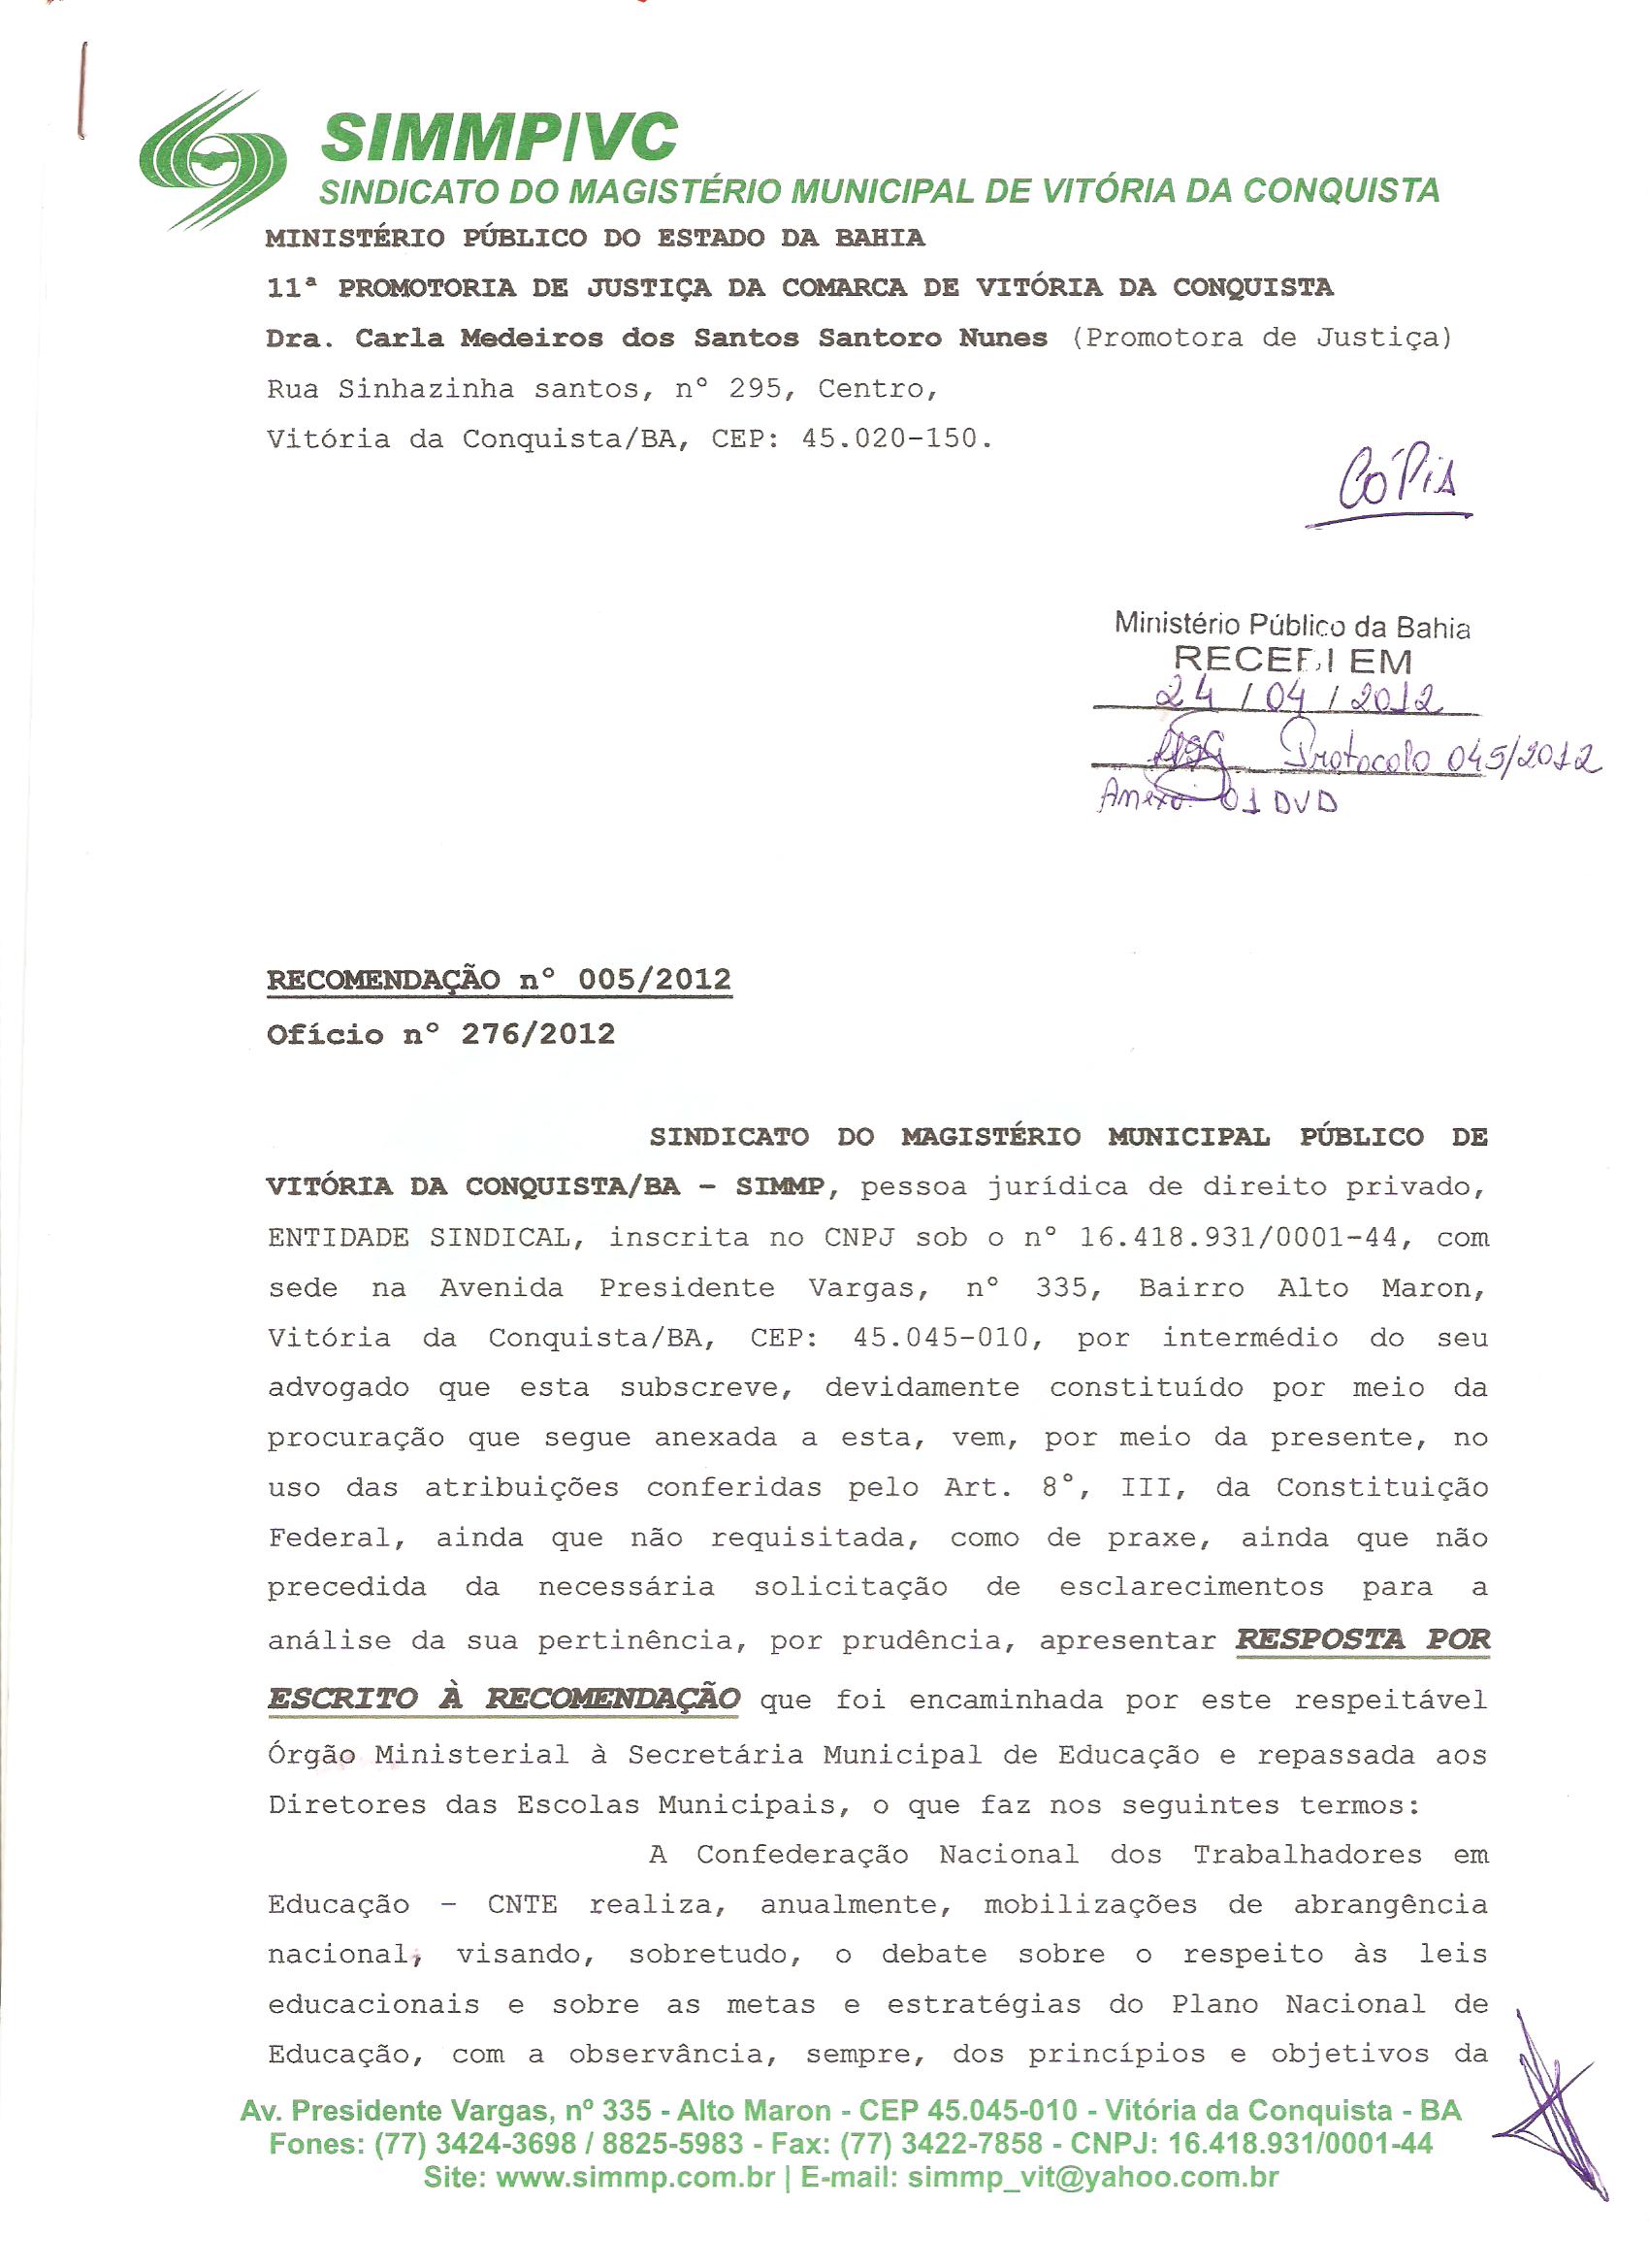 SIMMP/VC
SINDICATO DO MAGISTÉRIO MUNICIPAL DE VITÓRIA DA CONQUISTA
MINISTÉRIO PÚBLICO DO ESTADO DA BAHIA
11ª PROMOTORIA DE JUSTIÇA DA COMARCA DE VITÓRIA DA CONQUISTA
Dra. Carla Medeiros dos Santos Santoro Nunes (Promotora de Justiça)
Rua Sinhazinha santos, nº 295, Centro,
Vitória da Conquista/BA, CEP: 45.020-150.
CÓPIA
Ministério Público da Bahia
RECEBI EM
24/04/2012
Protocolo 045/2012
Anexo: 01 DVD
RECOMENDAÇÃO nº 005/2012
Ofício nº 276/2012
SINDICATO DO MAGISTÉRIO MUNICIPAL PÚBLICO DE
VITÓRIA DA CONQUISTA/BA – SIMMP, pessoa jurídica de direito privado,
ENTIDADE SINDICAL, inscrita no CNPJ sob o nº 16.418.931/0001-44, com
sede na Avenida Presidente Vargas, nº 335, Bairro Alto Maron,
Vitória da Conquista/BA, CEP: 45.045-010, por intermédio do seu
advogado que esta subscreve, devidamente constituído por meio da
procuração que segue anexada a esta, vem, por meio da presente, no
uso das atribuições conferidas pelo Art. 8°, III, da Constituição
Federal, ainda que não requisitada, como de praxe, ainda que não
precedida da necessária solicitação de esclarecimentos para a
análise da sua pertinência, por prudência, apresentar RESPOSTA POR
ESCRITO À RECOMENDAÇÃO que foi encaminhada por este respeitável
Órgão Ministerial à Secretária Municipal de Educação e repassada aos
Diretores das Escolas Municipais, o que faz nos seguintes termos:
A Confederação Nacional dos Trabalhadores em
Educação – CNTE realiza, anualmente, mobilizações de abrangência
nacional, visando, sobretudo, o debate sobre o respeito às leis
educacionais e sobre as metas e estratégias do Plano Nacional de
Educação, com a observância, sempre, dos princípios e objetivos da
Av. Presidente Vargas, nº 335 - Alto Maron - CEP 45.045-010 - Vitória da Conquista - BA
Fones: (77) 3424-3698 / 8825-5983 - Fax: (77) 3422-7858 - CNPJ: 16.418.931/0001-44
Site: www.simmp.com.br | E-mail: simmp_vit@yahoo.com.br